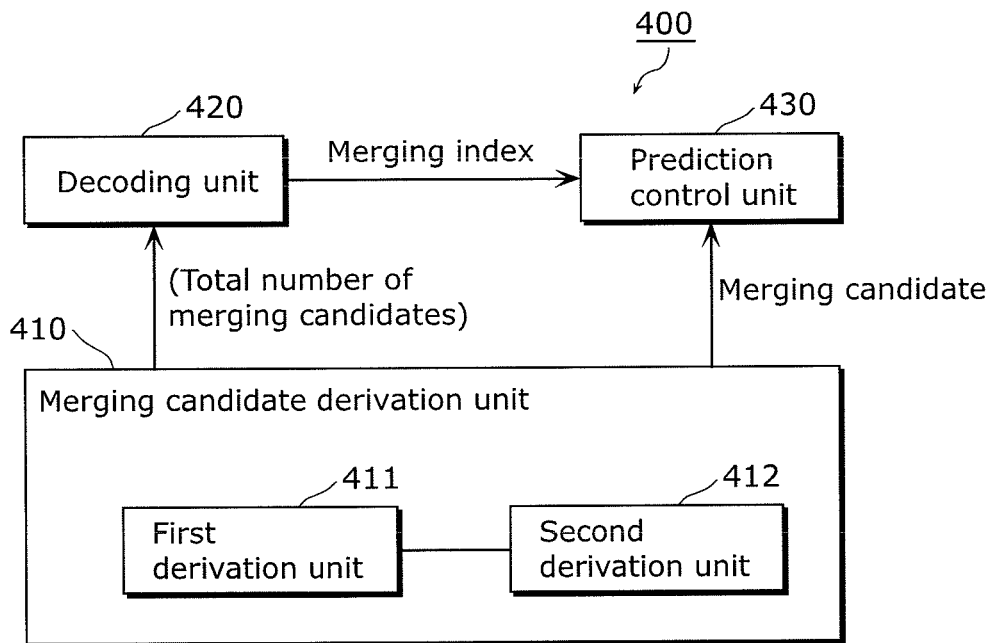 400
420
430
Decoding unit
Merging index
Prediction
control unit
(Total number of
merging candidates)
Merging candidate
410
Merging candidate derivation unit
411
412
First
derivation unit
Second
derivation unit